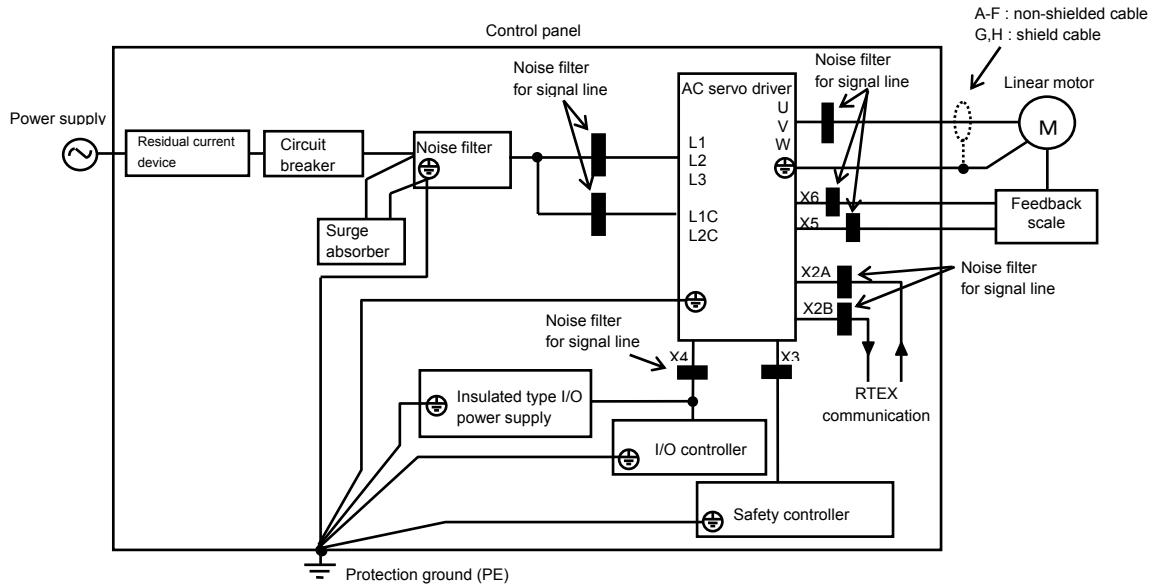 A-F : non-shielded cable
G,H : shield cable
Control panel
Noise filter
for signal line
Noise filter
for signal line
Linear motor
AC servo driver
Power supply
Residual current
device
Circuit
breaker
Noise filter
U
V
W
M
L1
L2
L3
X6
X5
Feedback
scale
L1C
L2C
Surge
absorber
X2A
X2B
Noise filter
for signal line
Noise filter
for signal line
X4
X3
RTEX
communication
Insulated type I/O
power supply
I/O controller
Safety controller
Protection ground (PE)